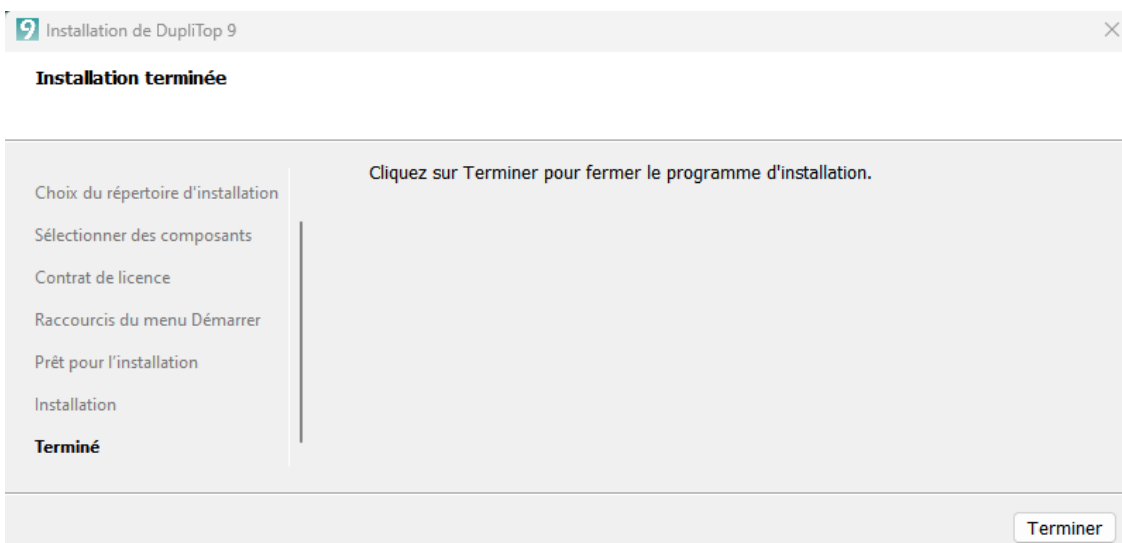 9 Installation de DupliTop 9
Installation terminée
Cliquez sur Terminer pour fermer le programme d'installation.
Choix du répertoire d'installation
Sélectionner des composants
Contrat de licence
Raccourcis du menu Démarrer
Prêt pour l'installation
Installation
Terminé
Terminer